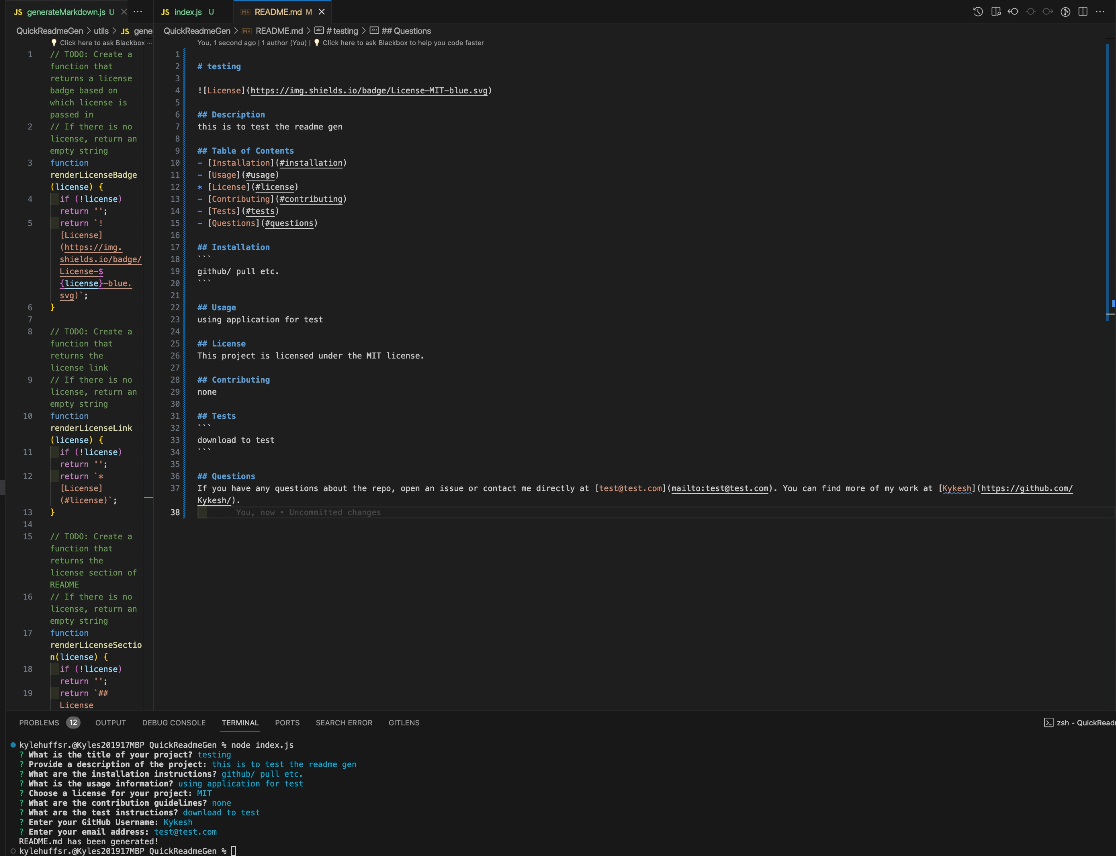 JS generateMarkdown.js U × ···
JS index.js U
README.md M ×
QuickReadmeGen > utils > JS gene
QuickReadmeGen > README.md > # testing > ## Questions
Click here to ask Blackbox ···
You, 1 second ago | 1 author (You) | Click here to ask Blackbox to help you code faster
1 // TODO: Create a
function that
returns a license
badge based on
which license is
passed in
2 // If there is no
license, return an
empty string
3 function
renderLicenseBadge
(license) {
4 if (!license)
return '';
5 return `!
[License]
(https://img.
shields.io/badge/
License-$
{license}-blue.
svg)`;
6 }
7
8 // TODO: Create a
function that
returns the
license link
9 // If there is no
license, return an
empty string
10 function
renderLicenseLink
(license) {
11 if (!license)
return '';
12 return `*
[License]
(#license)`;
13 }
14
15 // TODO: Create a
function that
returns the
license section of
README
16 // If there is no
license, return an
empty string
17 function
renderLicenseSectio
n(license) {
18 if (!license)
return '';
19 return `##
License
1
2 # testing
3
4 ![License](https://img.shields.io/badge/License-MIT-blue.svg)
5
6 ## Description
7 this is to test the readme gen
8
9 ## Table of Contents
10 - [Installation](#installation)
11 - [Usage](#usage)
12 * [License](#license)
13 - [Contributing](#contributing)
14 - [Tests](#tests)
15 - [Questions](#questions)
16
17 ## Installation
18 ```
19 github/ pull etc.
20 ```
21
22 ## Usage
23 using application for test
24
25 ## License
26 This project is licensed under the MIT license.
27
28 ## Contributing
29 none
30
31 ## Tests
32 ```
33 download to test
34 ```
35
36 ## Questions
37 If you have any questions about the repo, open an issue or contact me directly at [test@test.com](mailto:test@test.com). You can find more of my work at [Kykesh](https://github.com/
Kykesh/).
38 You, now • Uncommitted changes
PROBLEMS 12 OUTPUT DEBUG CONSOLE TERMINAL PORTS SEARCH ERROR GITLENS
zsh - QuickReadm
kylehuffsr.@Kyles201917MBP QuickReadmeGen % node index.js
? What is the title of your project? testing
? Provide a description of the project: this is to test the readme gen
? What are the installation instructions? github/ pull etc.
? What is the usage information? using application for test
? Choose a license for your project: MIT
? What are the contribution guidelines? none
? What are the test instructions? download to test
? Enter your GitHub Username: Kykesh
? Enter your email address: test@test.com
README.md has been generated!
kylehuffsr.@Kyles201917MBP QuickReadmeGen %